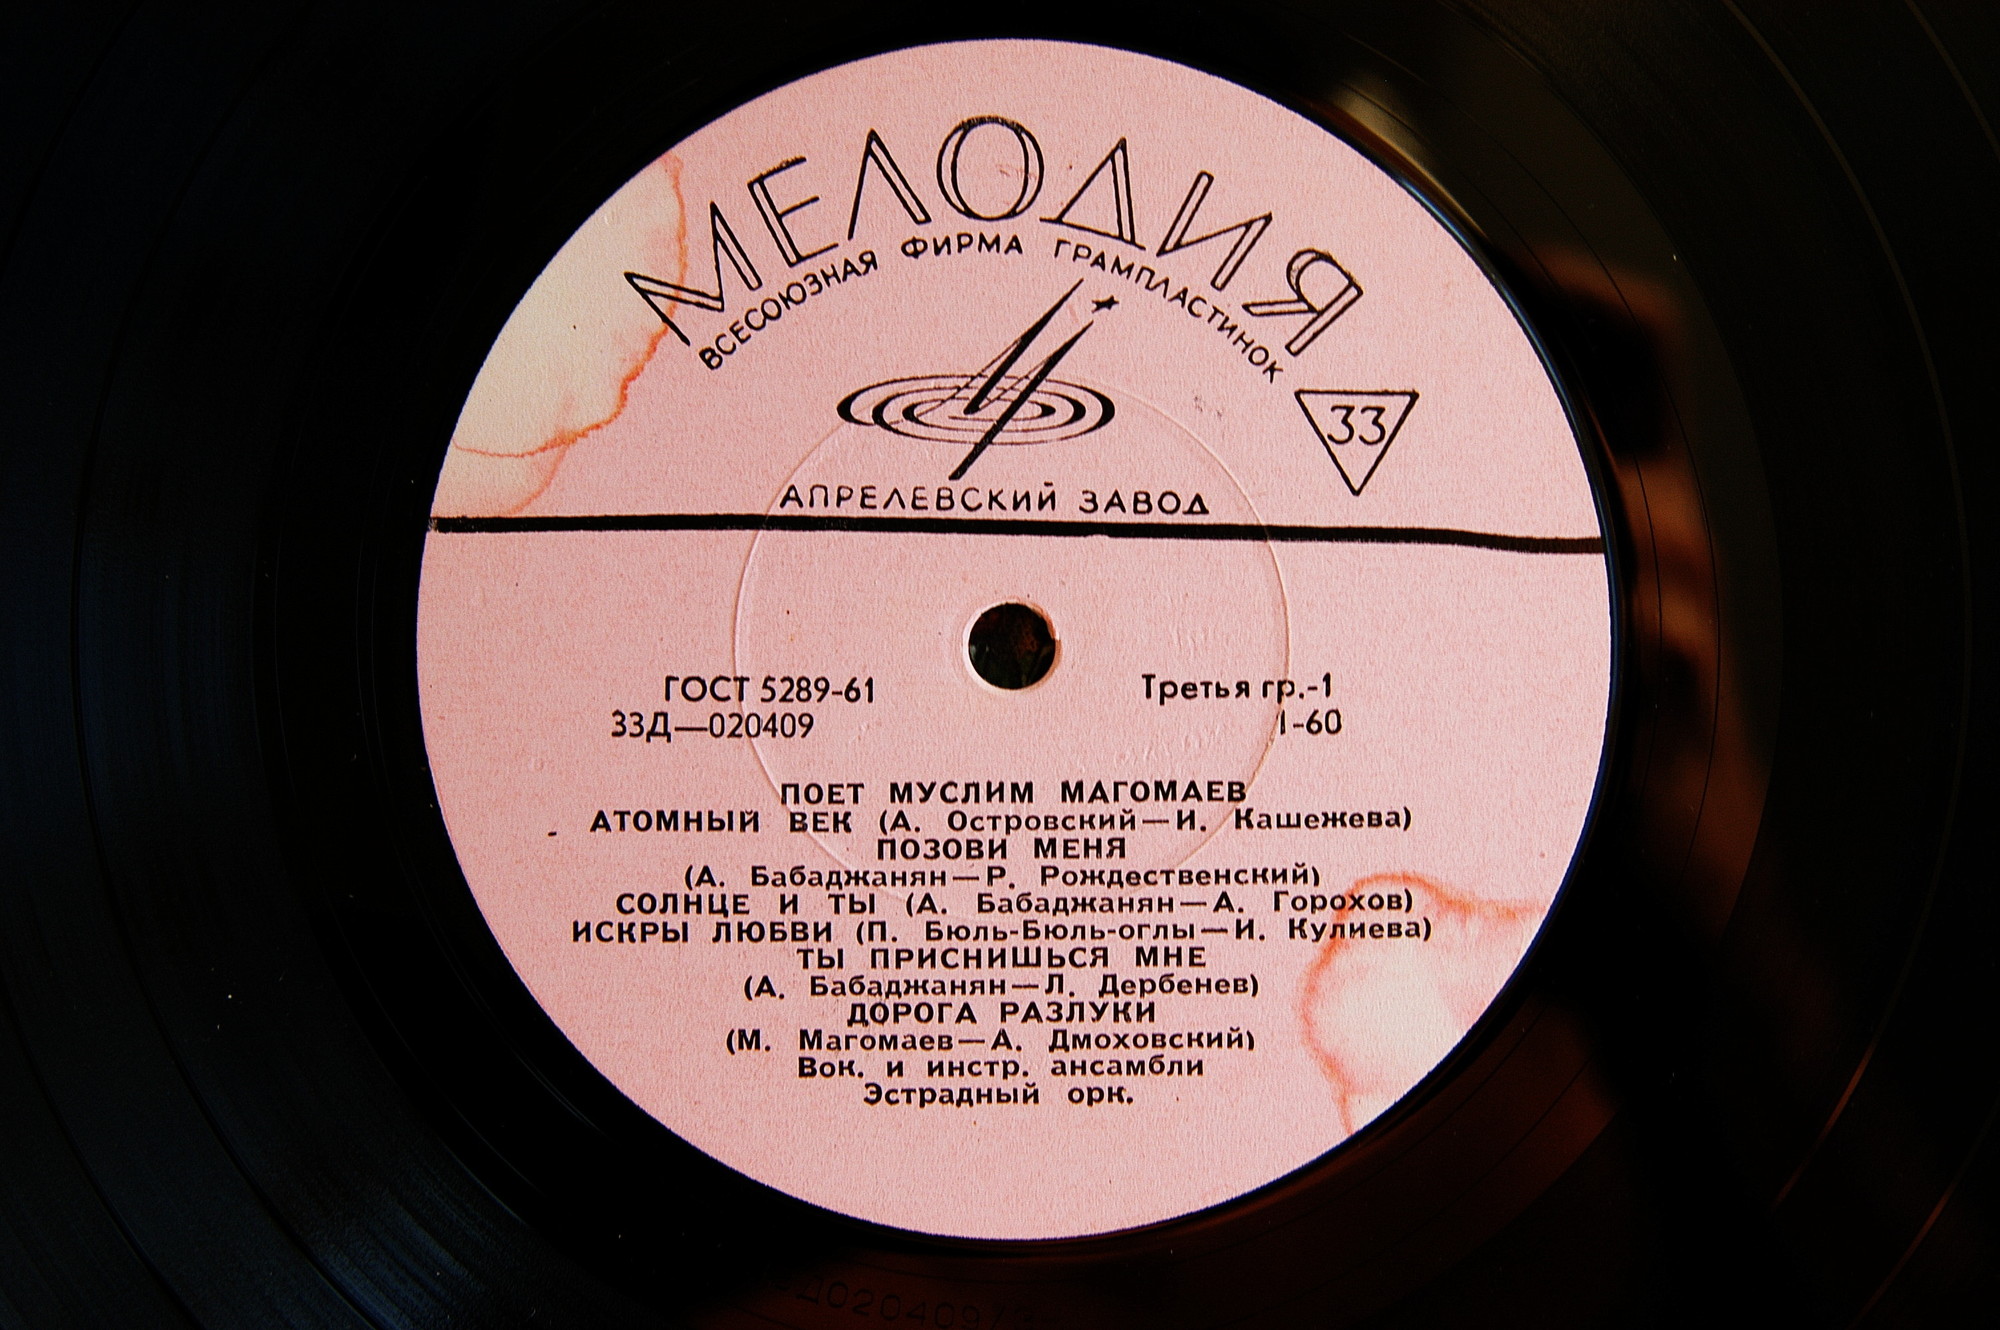 МЕЛОДИЯ
ВСЕСОЮЗНАЯ ФИРМА ГРАМПЛАСТИНОК
33
АПРЕЛЕВСКИЙ ЗАВОД
ГОСТ 5289-61
Третья гр.-1
33Д—020409
1-60
ПОЕТ МУСЛИМ МАГОМАЕВ
АТОМНЫЙ ВЕК (А. Островский—И. Кашежева)
ПОЗОВИ МЕНЯ
(А. Бабаджанян—Р. Рождественский)
СОЛНЦЕ И ТЫ (А. Бабаджанян—А. Горохов)
ИСКРЫ ЛЮБВИ (П. Бюль-Бюль-оглы—И. Кулиева)
ТЫ ПРИСНИШЬСЯ МНЕ
(А. Бабаджанян—Л. Дербенев)
ДОРОГА РАЗЛУКИ
(М. Магомаев—А. Дмоховский)
Вок. и инстр. ансамбли
Эстрадный орк.
Д020409/